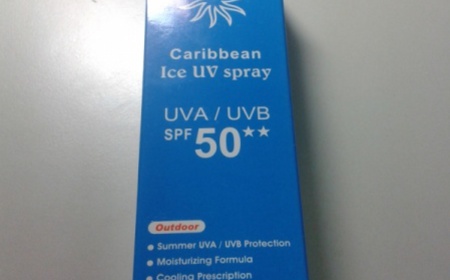 Caribbean
Ice UV spray
UVA / UVB
SPF 50★★
Outdoor
• Summer UVA / UVB Protection
• Moisturizing Formula
• Cooling Prescription